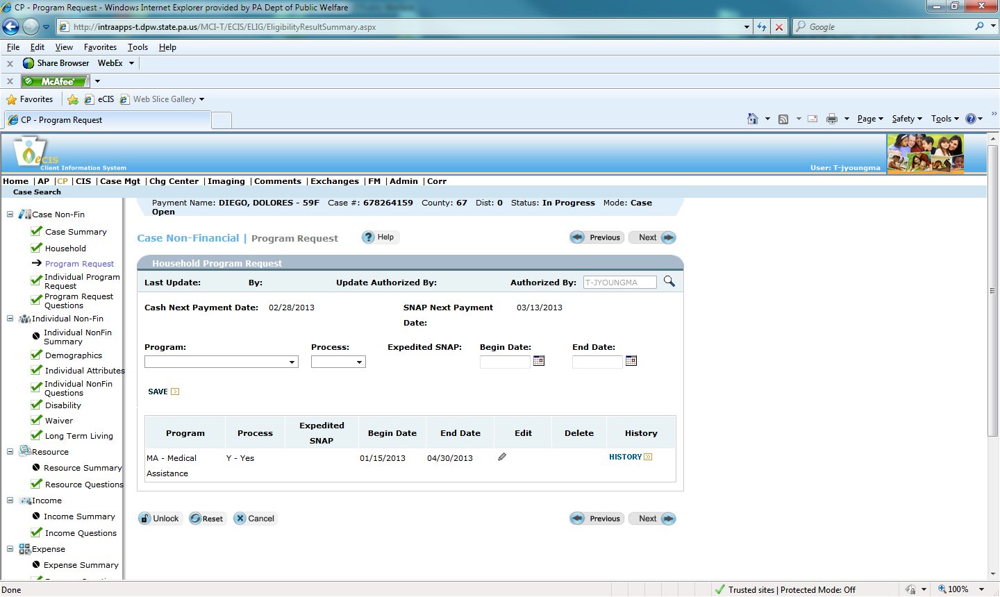 CP - Program Request - Windows Internet Explorer provided by PA Dept of Public Welfare
http://intraapps-t.dpw.state.pa.us/MCI-T/ECIS/ELIG/EligibilityResultSummary.aspx
Google
File Edit View Favorites Tools Help
x Share Browser WebEx
x McAfee
Favorites eCIS Web Slice Gallery
CP - Program Request
Page Safety Tools
eCIS
Client Information System
User: T-jyoungma
Home |AP |CP |CIS |Case Mgt |Chg Center |Imaging |Comments |Exchanges |FM |Admin |Corr
Case Search
Payment Name: DIEGO, DOLORES - 59F Case #: 678264159 County: 67 Dist: 0 Status: In Progress Mode: Case
Open
Case Non-Fin
Case Summary
Household
Program Request
Individual Program
Request
Program Request
Questions
Individual Non-Fin
Individual NonFin
Summary
Demographics
Individual Attributes
Individual NonFin
Questions
Disability
Waiver
Long Term Living
Resource
Resource Summary
Resource Questions
Income
Income Summary
Income Questions
Expense
Expense Summary
Case Non-Financial | Program Request
Help
Previous Next
Household Program Request
Last Update: By: Update Authorized By: Authorized By: T-JYOUNGMA
Cash Next Payment Date: 02/28/2013 SNAP Next Payment 03/13/2013
Date:
Program: Process: Expedited SNAP: Begin Date: End Date:
SAVE
Program Process Expedited SNAP Begin Date End Date Edit Delete History
MA - Medical Y - Yes 01/15/2013 04/30/2013 HISTORY
Assistance
Unlock Reset Cancel Previous Next
Done Trusted sites | Protected Mode: Off 100%